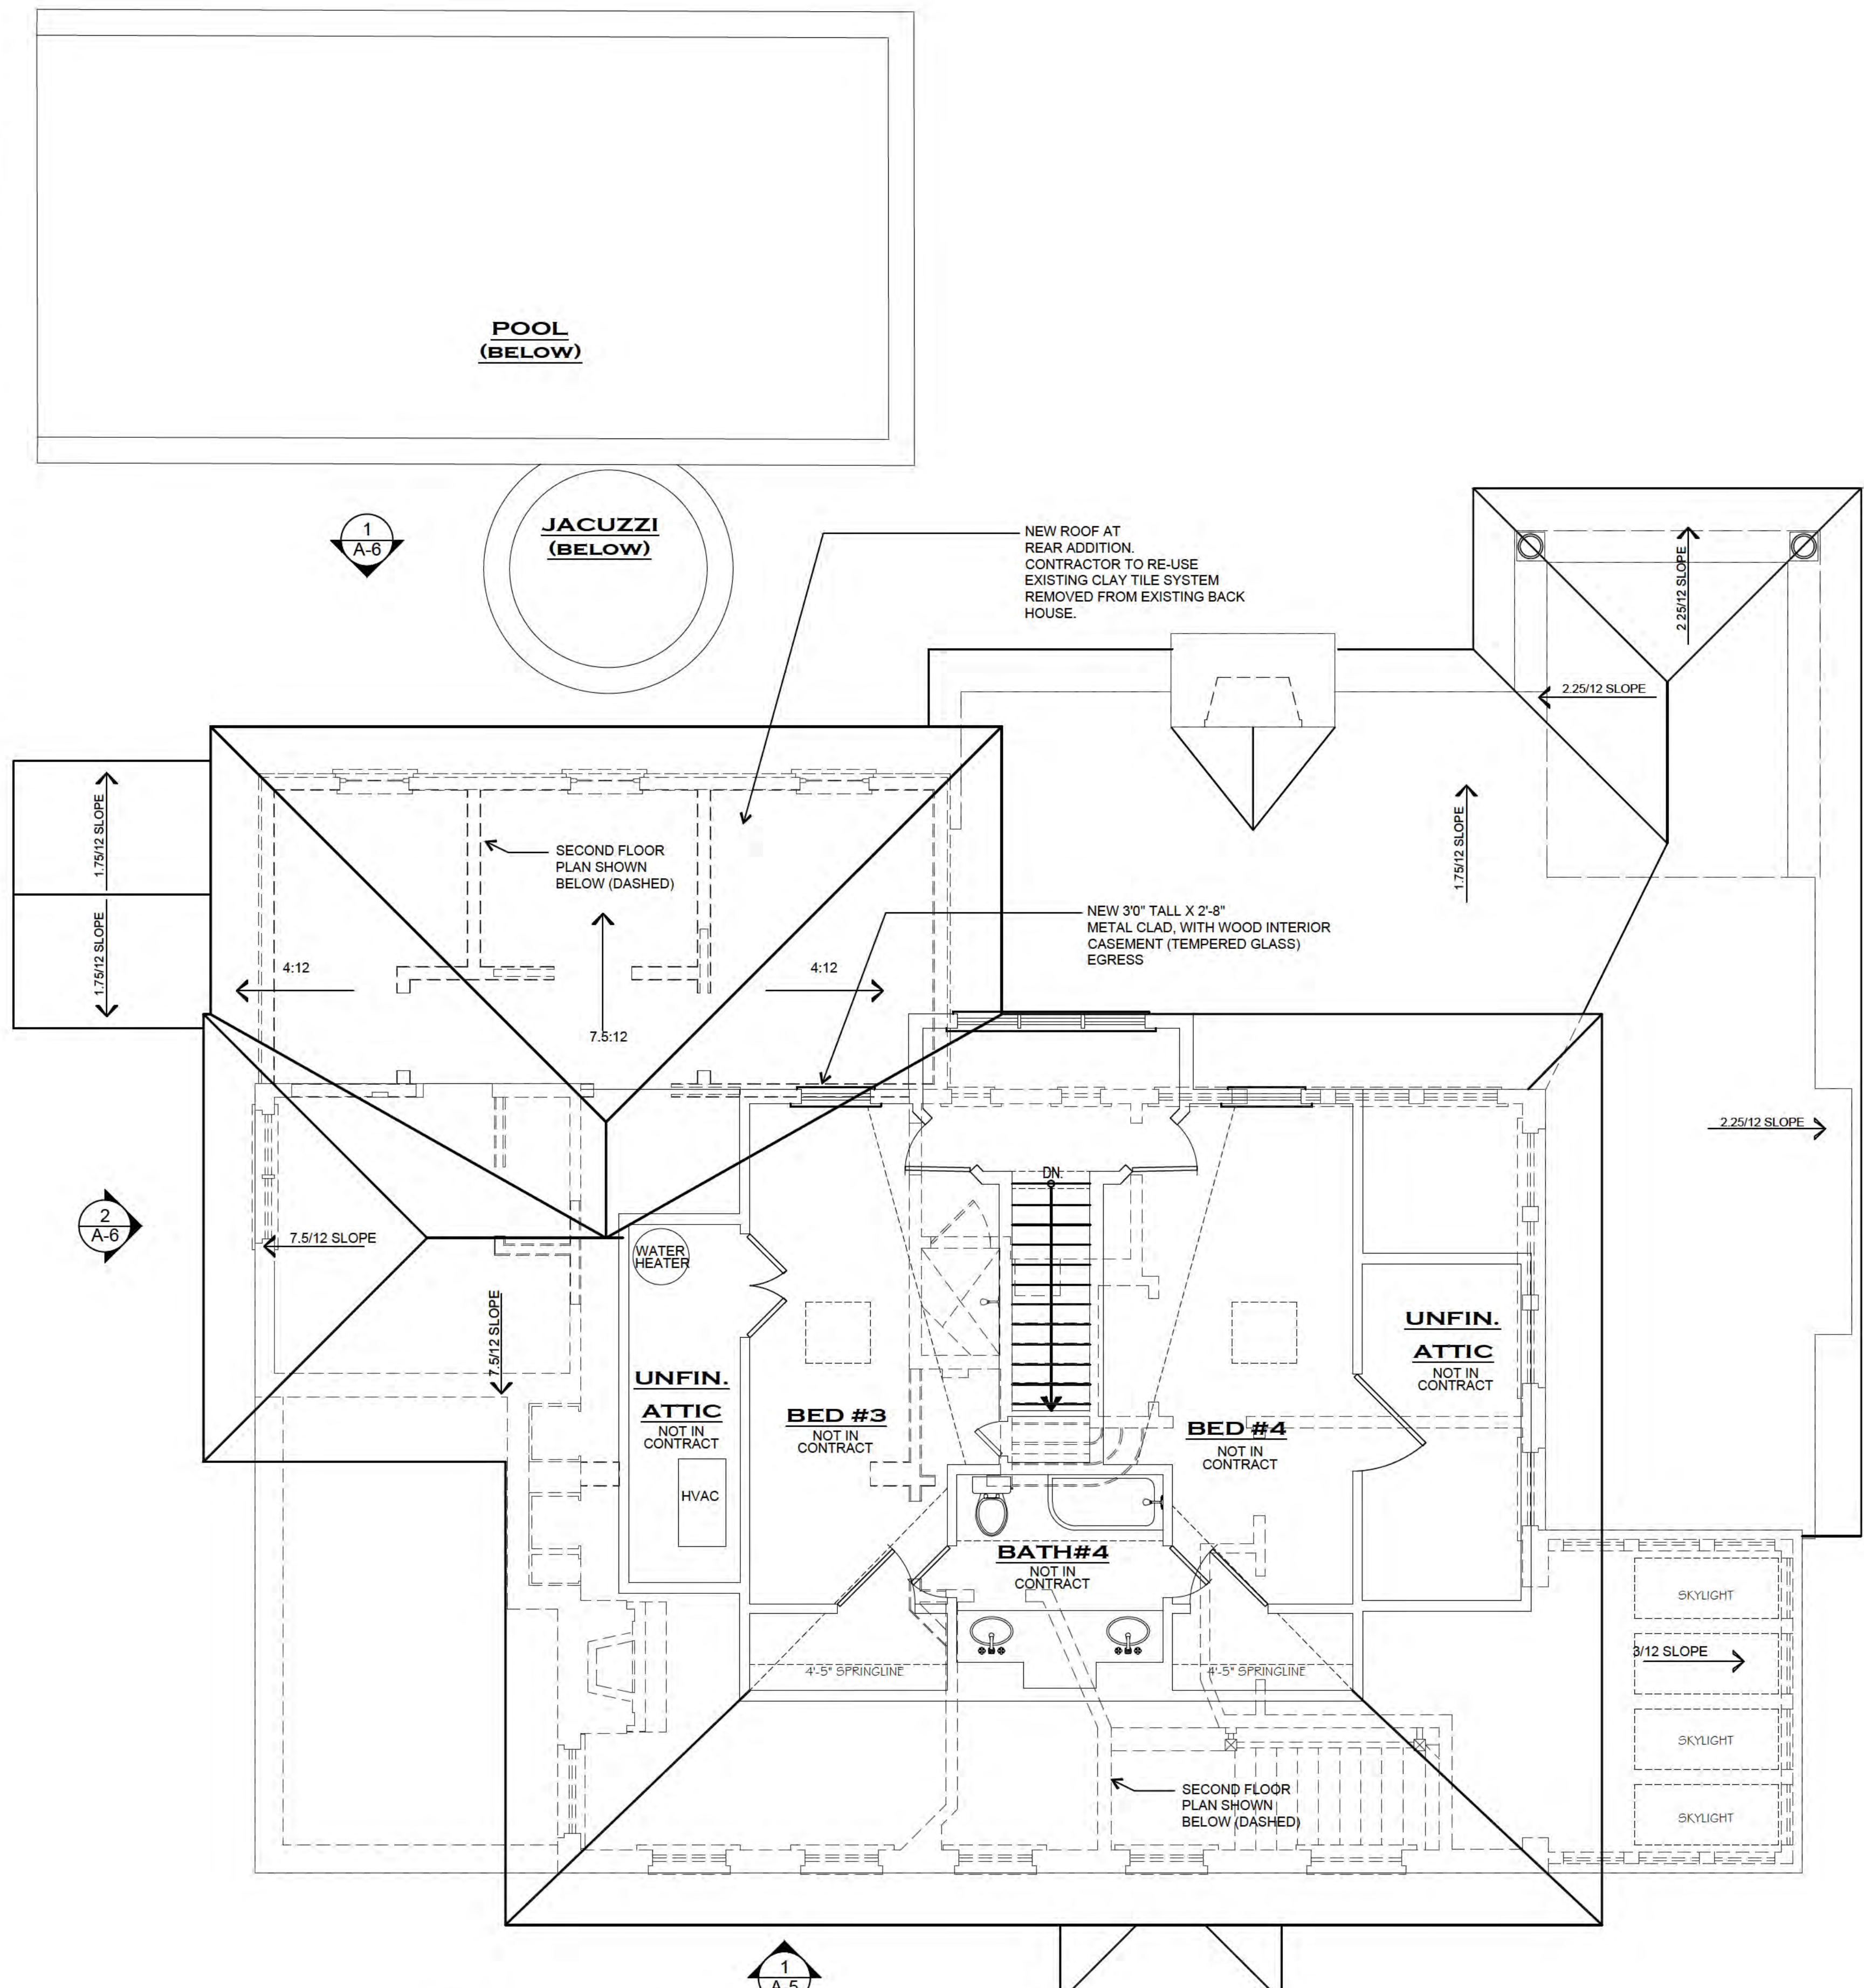 POOL
(BELOW)
1
A-6
JACUZZI
(BELOW)
NEW ROOF AT
REAR ADDITION.
CONTRACTOR TO RE-USE
EXISTING CLAY TILE SYSTEM
REMOVED FROM EXISTING BACK
HOUSE.
2.25/12 SLOPE
2.25/12 SLOPE
1.75/12 SLOPE
1.75/12 SLOPE
1.75/12 SLOPE
SECOND FLOOR
PLAN SHOWN
BELOW (DASHED)
NEW 3'0" TALL X 2'-8"
METAL CLAD, WITH WOOD INTERIOR
CASEMENT (TEMPERED GLASS)
EGRESS
4:12
4:12
7.5:12
2.25/12 SLOPE
DN.
2
A-6
7.5/12 SLOPE
WATER
HEATER
7.5/12 SLOPE
UNFIN.
ATTIC
NOT IN
CONTRACT
UNFIN.
ATTIC
NOT IN
CONTRACT
BED #3
NOT IN
CONTRACT
BED #4
NOT IN
CONTRACT
HVAC
BATH#4
NOT IN
CONTRACT
SKYLIGHT
3/12 SLOPE
4'-5" SPRINGLINE
4'-5" SPRINGLINE
SKYLIGHT
SECOND FLOOR
PLAN SHOWN
BELOW (DASHED)
SKYLIGHT
1
A-5